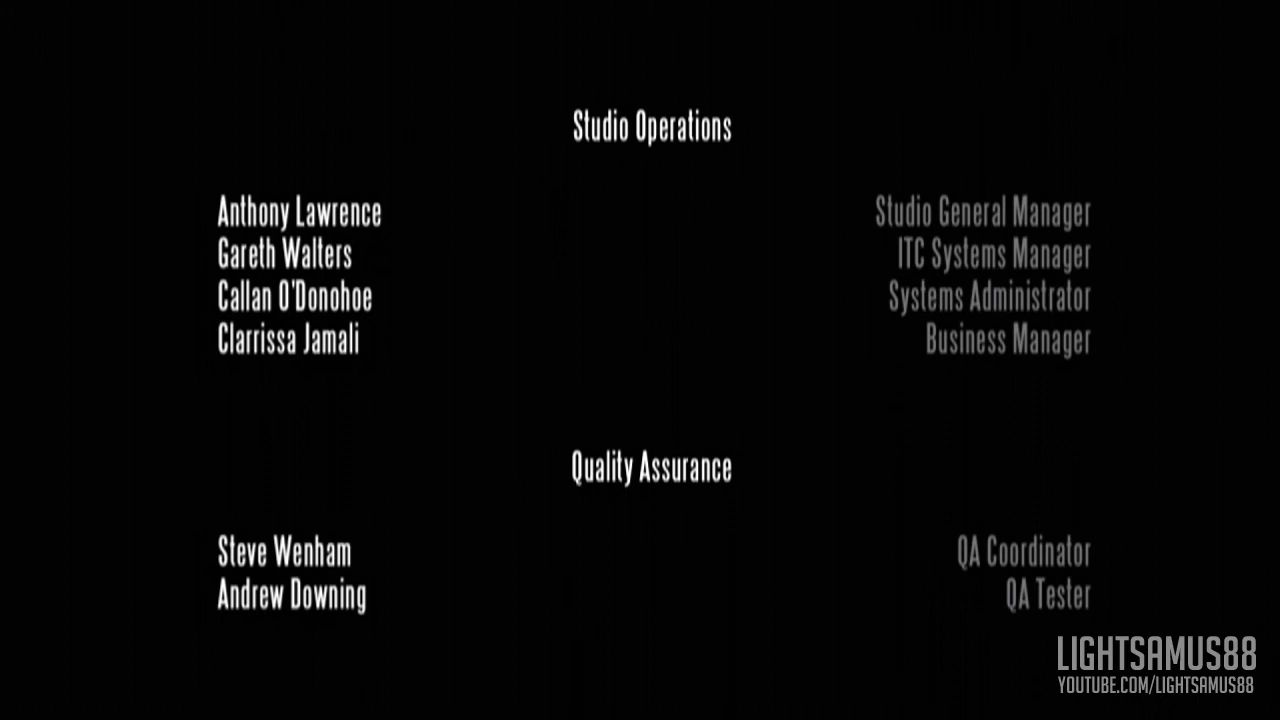 Studio Operations
Anthony Lawrence Studio General Manager
Gareth Walters ITC Systems Manager
Callan O'Donohoe Systems Administrator
Clarrissa Jamali Business Manager
Quality Assurance
Steve Wenham QA Coordinator
Andrew Downing QA Tester
LIGHTSAMUS88
YOUTUBE.COM/LIGHTSAMUS88